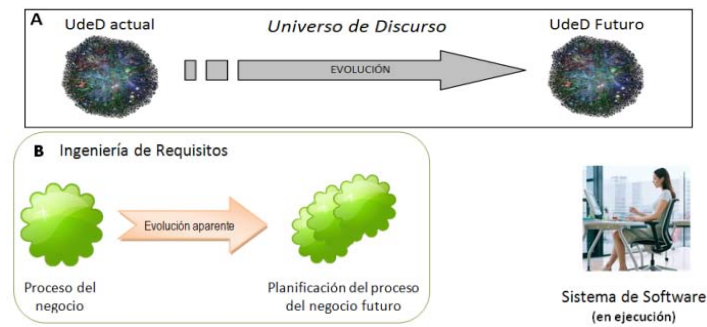 A
UdeD actual
Universo de Discurso
UdeD Futuro
EVOLUCIÓN
B Ingeniería de Requisitos
Evolución aparente
Proceso del
negocio
Planificación del proceso
del negocio futuro
Sistema de Software
(en ejecución)